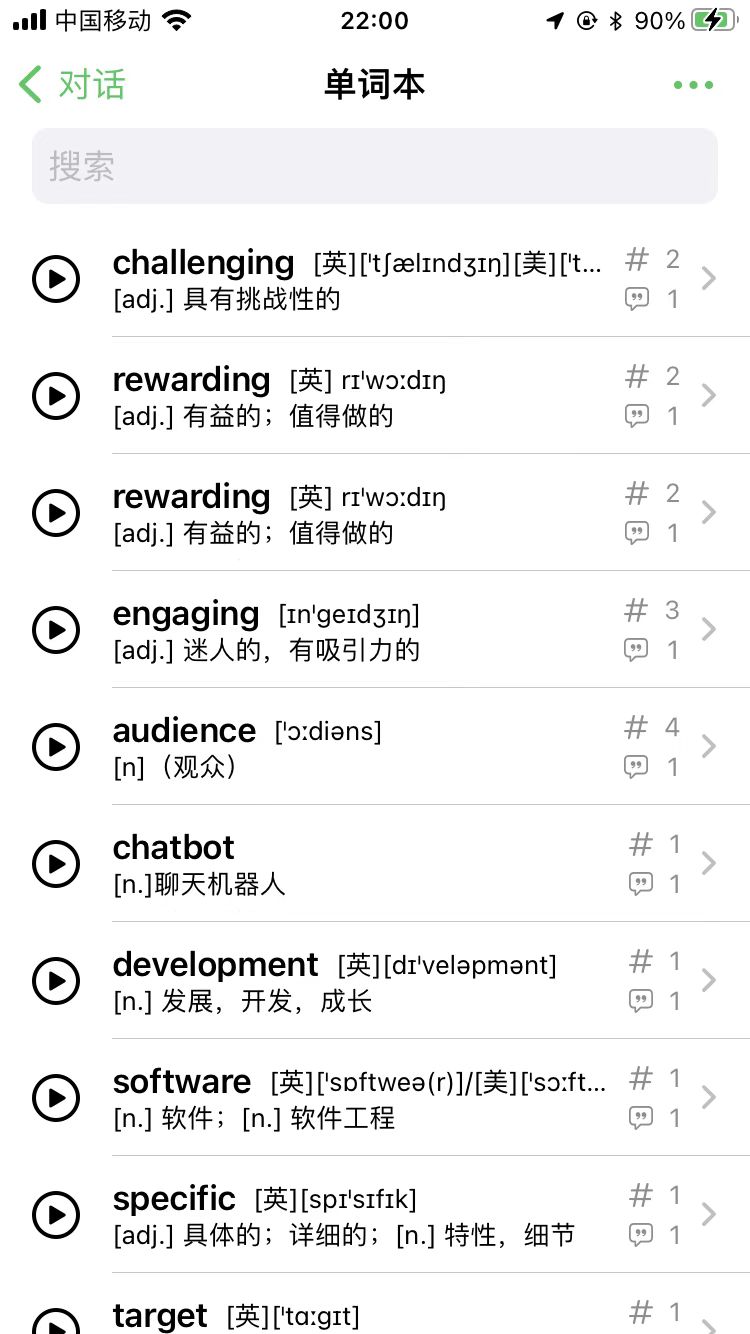 中国移动 22:00 90%
对话 单词本
搜索
challenging [英]['tʃælɪndʒɪŋ][美]['t... # 2
[adj.] 具有挑战性的 1
rewarding [英] rɪ'wɔːdɪŋ # 2
[adj.] 有益的；值得做的 1
rewarding [英] rɪ'wɔːdɪŋ # 2
[adj.] 有益的；值得做的 1
engaging [ɪn'geɪdʒɪŋ] # 3
[adj.] 迷人的，有吸引力的 1
audience ['ɔːdiəns] # 4
[n]（观众） 1
chatbot # 1
[n.]聊天机器人 1
development [英][dɪ'veləpmənt] # 1
[n.] 发展，开发，成长 1
software [英]['sɒftweə(r)]/[美]['sɔːft... # 1
[n.] 软件；[n.] 软件工程 1
specific [英][spɪ'sɪfɪk] # 1
[adj.] 具体的；详细的；[n.] 特性，细节 1
target [英]['tɑːgɪt] # 1